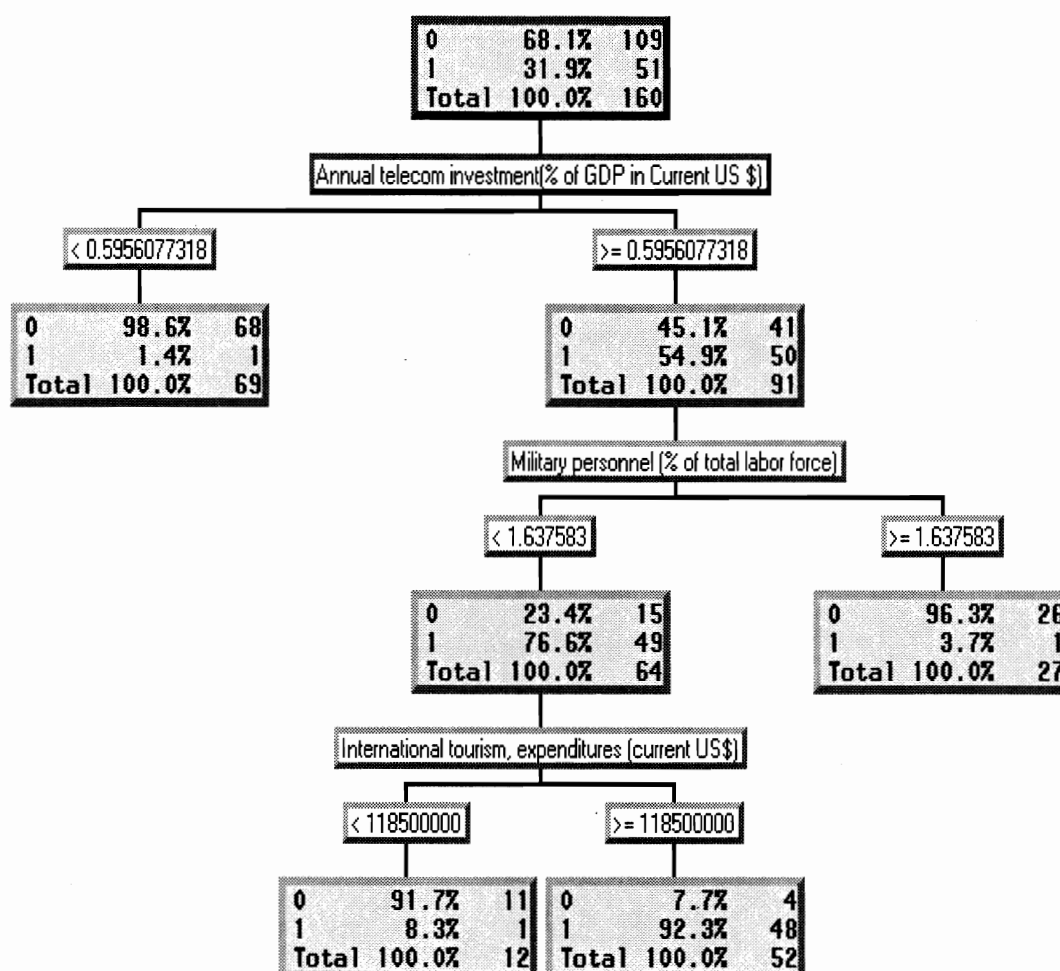 0 68.1% 109
1 31.9% 51
Total 100.0% 160
Annual telecom investment(% of GDP in Current US $)
< 0.5956077318
>= 0.5956077318
0 98.6% 68
1 1.4% 1
Total 100.0% 69
0 45.1% 41
1 54.9% 50
Total 100.0% 91
Military personnel (% of total labor force)
< 1.637583
>= 1.637583
0 23.4% 15
1 76.6% 49
Total 100.0% 64
0 96.3% 26
1 3.7% 1
Total 100.0% 27
International tourism, expenditures (current US$)
< 118500000
>= 118500000
0 91.7% 11
1 8.3% 1
Total 100.0% 12
0 7.7% 4
1 92.3% 48
Total 100.0% 52